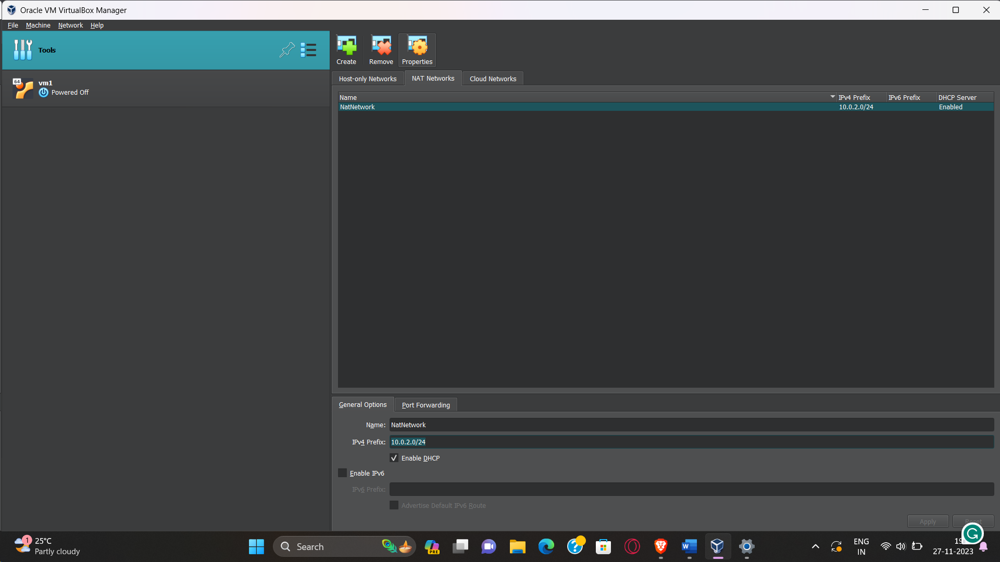 Oracle VM VirtualBox Manager
File Machine Network Help
Tools
64
vm1
Powered Off
Create
Remove
Properties
Host-only Networks
NAT Networks
Cloud Networks
Name IPv4 Prefix IPv6 Prefix DHCP Server
NatNetwork 10.0.2.0/24 Enabled
General Options
Port Forwarding
Name: NatNetwork
IPv4 Prefix: 10.0.2.0/24
Enable DHCP
Enable IPv6
IPv6 Prefix:
Advertise Default IPv6 Route
Apply
Reset
1
25°C
Partly cloudy
Search
PRE
ENG
IN
27-11-2023